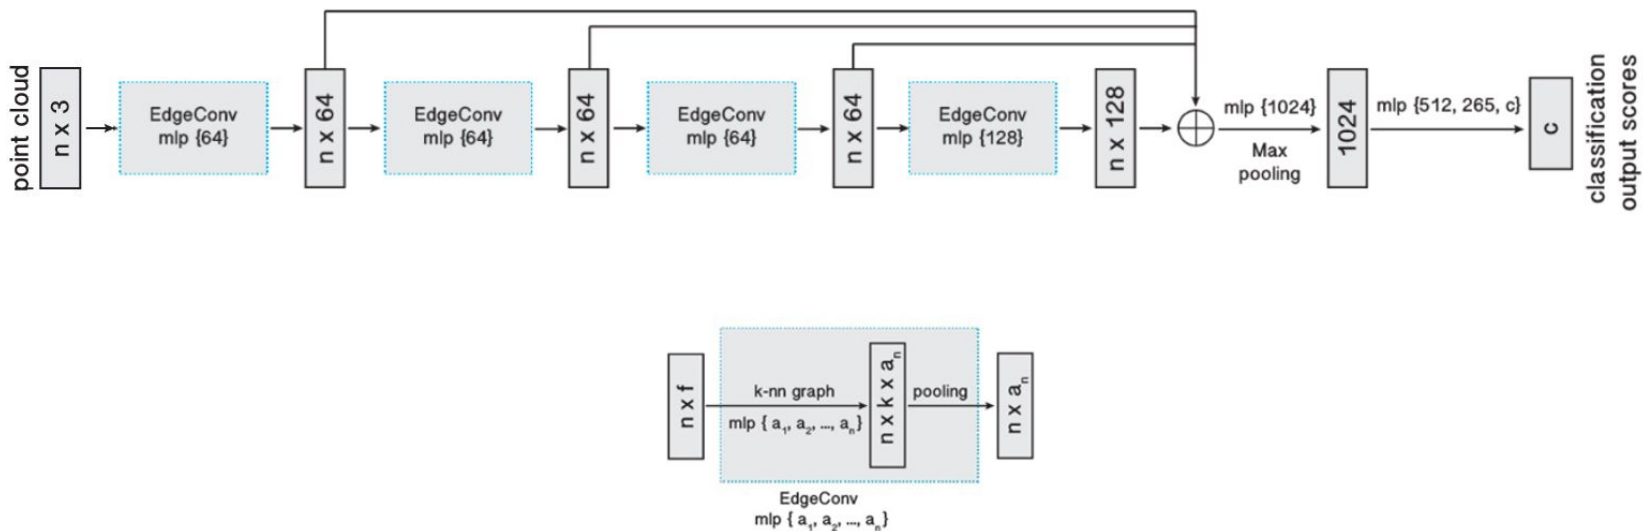 point cloud
n x 3
EdgeConv
mlp {64}
n x 64
EdgeConv
mlp {64}
n x 64
EdgeConv
mlp {64}
n x 64
EdgeConv
mlp {128}
n x 128
mlp {1024}
Max
pooling
1024
mlp {512, 265, c}
c
classification
output scores
n x f
k-nn graph
mlp { a₁, a₂, ..., aₙ}
n x k x aₙ
pooling
n x aₙ
EdgeConv
mlp { a₁, a₂, ..., aₙ}